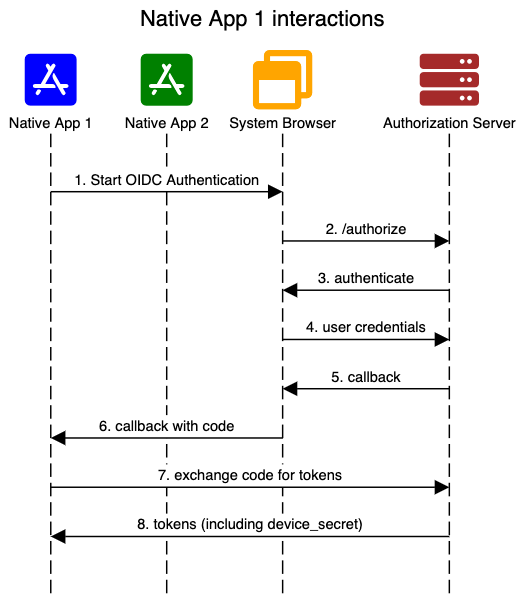 Native App 1 interactions
Native App 1
Native App 2
System Browser
Authorization Server
1. Start OIDC Authentication
2. /authorize
3. authenticate
4. user credentials
5. callback
6. callback with code
7. exchange code for tokens
8. tokens (including device_secret)